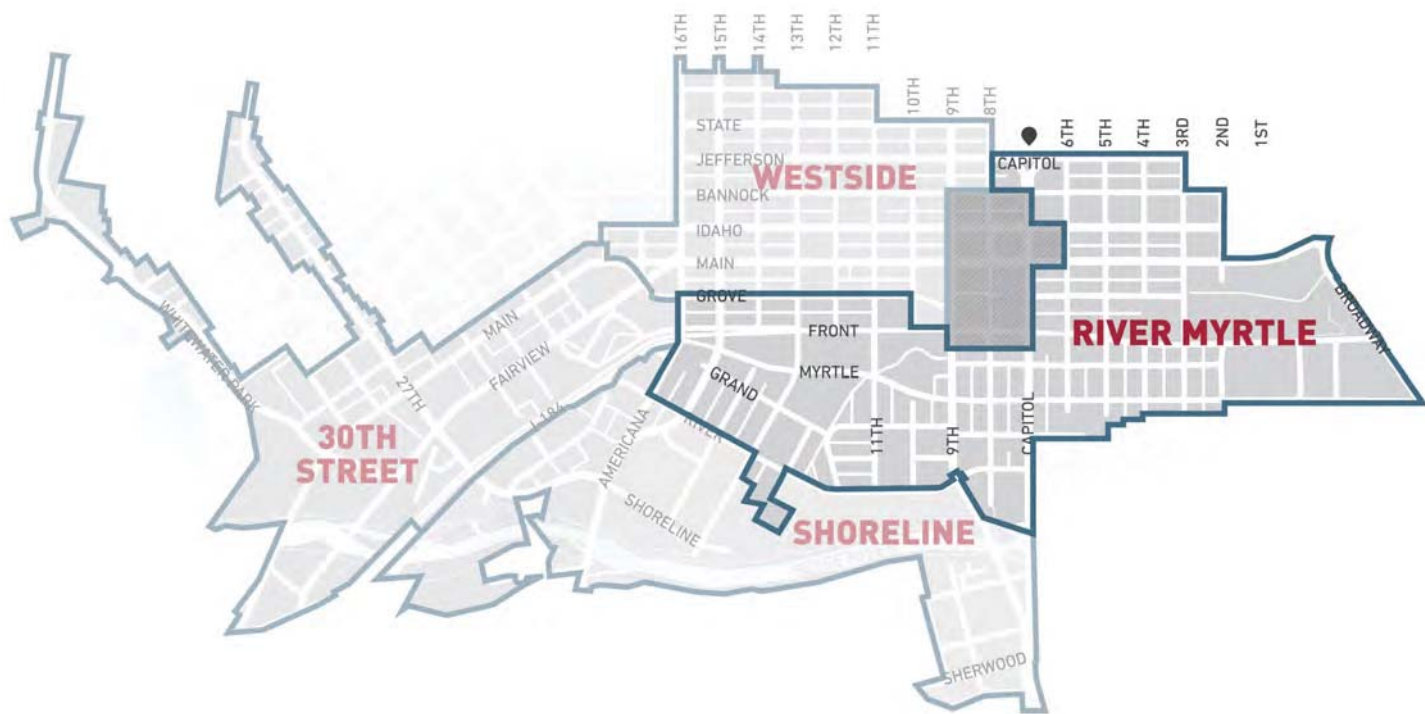 16TH
15TH
14TH
13TH
12TH
11TH
10TH
9TH
8TH
CAPITOL
6TH
5TH
4TH
3RD
2ND
1ST
STATE
JEFFERSON
WESTSIDE
BANNOCK
IDAHO
MAIN
GROVE
FRONT
MYRTLE
GRAND
RIVER MYRTLE
BROADWAY
WHITEWATER PARK
MAIN
FAIRVIEW
27TH
I-184
30TH
STREET
AMERICANA
RIVER
SHORELINE
11TH
9TH
CAPITOL
SHORELINE
SHERWOOD